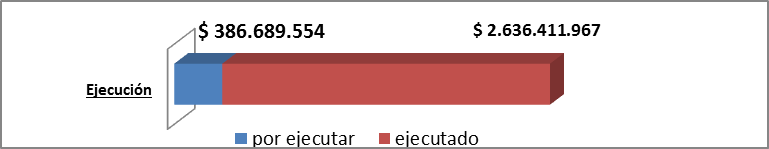 $ 386.689.554
$ 2.636.411.967
Ejecución
por ejecutar
ejecutado